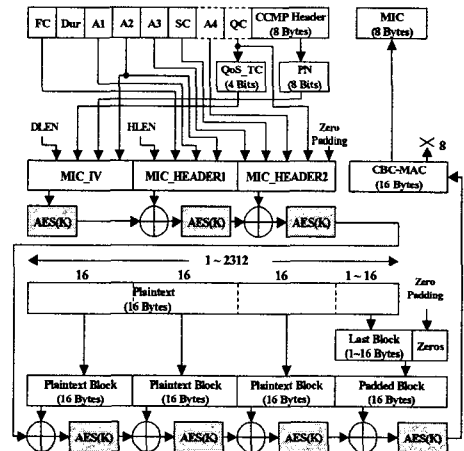 FC Dur A1 A2 A3 SC A4 QC CCMP Header (8 Bytes)
MIC (8 Bytes)
QoS_TC (4 Bits)
PN (8 Bits)
DLEN
HLEN
Zero Padding
8
MIC_IV MIC_HEADER1 MIC_HEADER2
CBC-MAC (16 Bytes)
AES(K) AES(K) AES(K)
1 ~ 2312
16 16 16 1 ~ 16
Plaintext (16 Bytes)
Zero Padding
Last Block (1~16 Bytes)
Zeros
Plaintext Block (16 Bytes)
Plaintext Block (16 Bytes)
Plaintext Block (16 Bytes)
Padded Block (16 Bytes)
AES(K) AES(K) AES(K) AES(K)